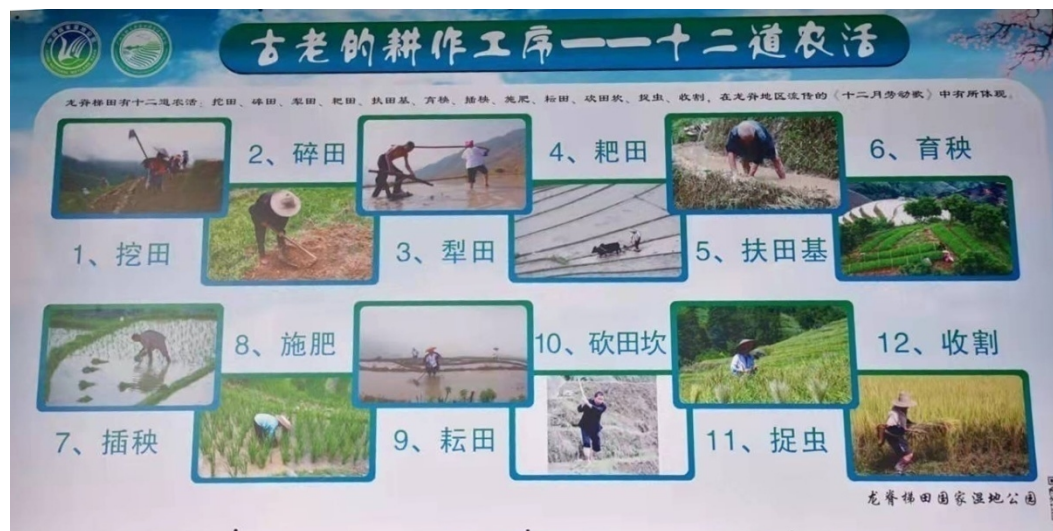 古老的耕作工序——十二道农活
龙脊梯田有十二道农活：挖田、碎田、犁田、耙田、扶田基、育秧、插秧、施肥、耘田、砍田坎、捉虫、收割，在龙脊地区流传的《十二月劳动歌》中有所体现。
1、挖田
2、碎田
3、犁田
4、耙田
5、扶田基
6、育秧
7、插秧
8、施肥
9、耘田
10、砍田坎
11、捉虫
12、收割
龙脊梯田国家湿地公园